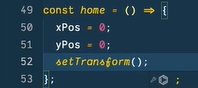 49 const home = () => {
50 xPos = 0;
51 yPos = 0;
52 setTransform();
53 }; ;